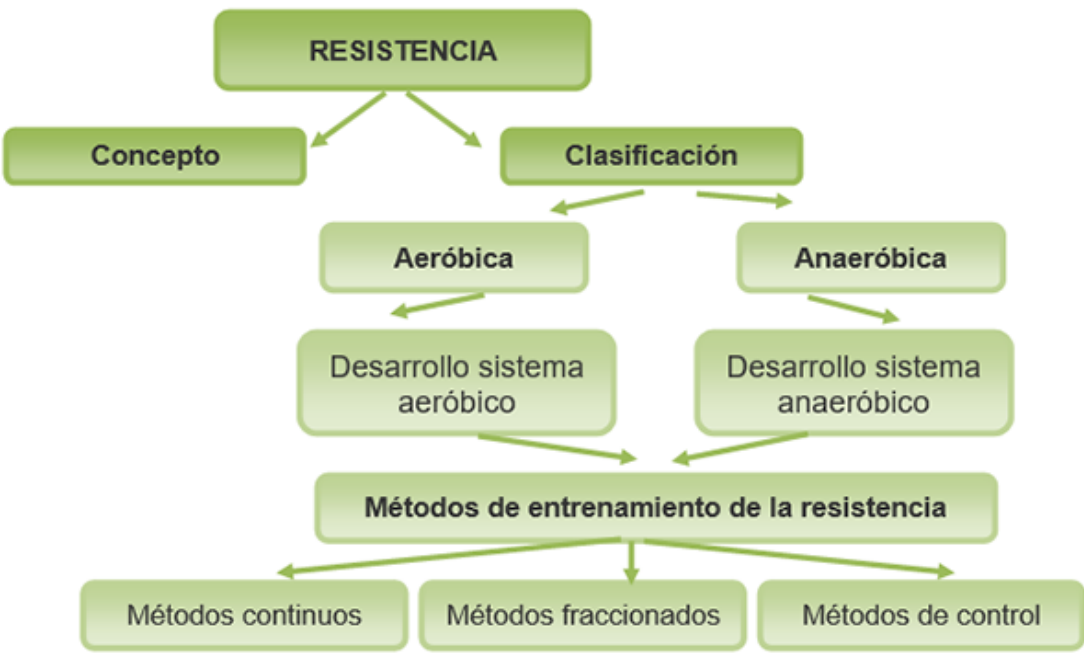 RESISTENCIA
Concepto
Clasificación
Aeróbica
Anaeróbica
Desarrollo sistema
aeróbico
Desarrollo sistema
anaeróbico
Métodos de entrenamiento de la resistencia
Métodos continuos
Métodos fraccionados
Métodos de control